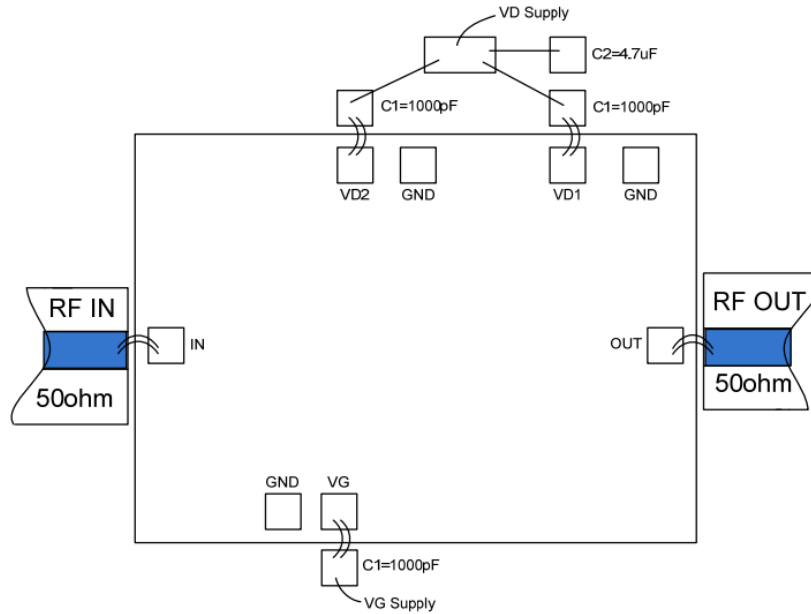 VD Supply
C2=4.7uF
C1=1000pF
C1=1000pF
VD2
GND
VD1
GND
RF IN
50ohm
IN
OUT
RF OUT
50ohm
GND
VG
C1=1000pF
VG Supply